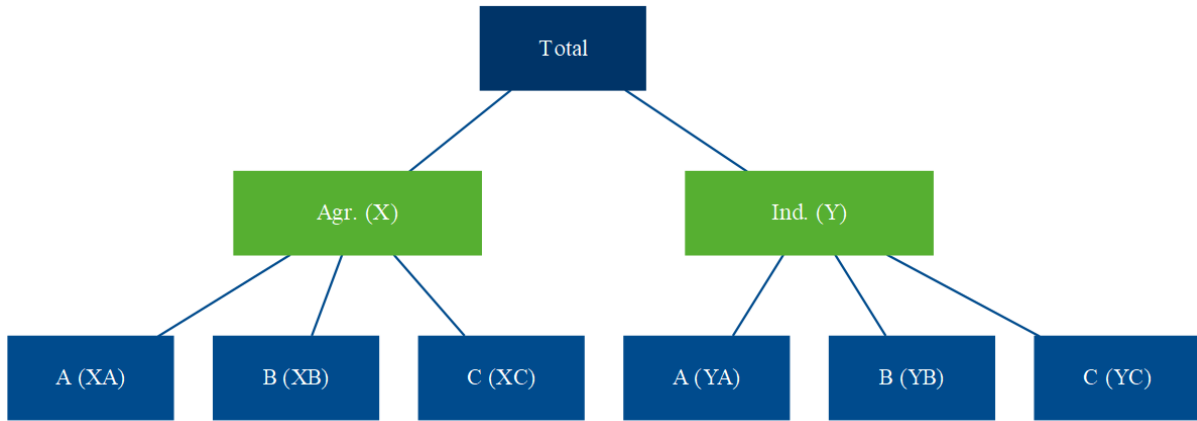 Total
Agr. (X)
Ind. (Y)
A (XA)
B (XB)
C (XC)
A (YA)
B (YB)
C (YC)